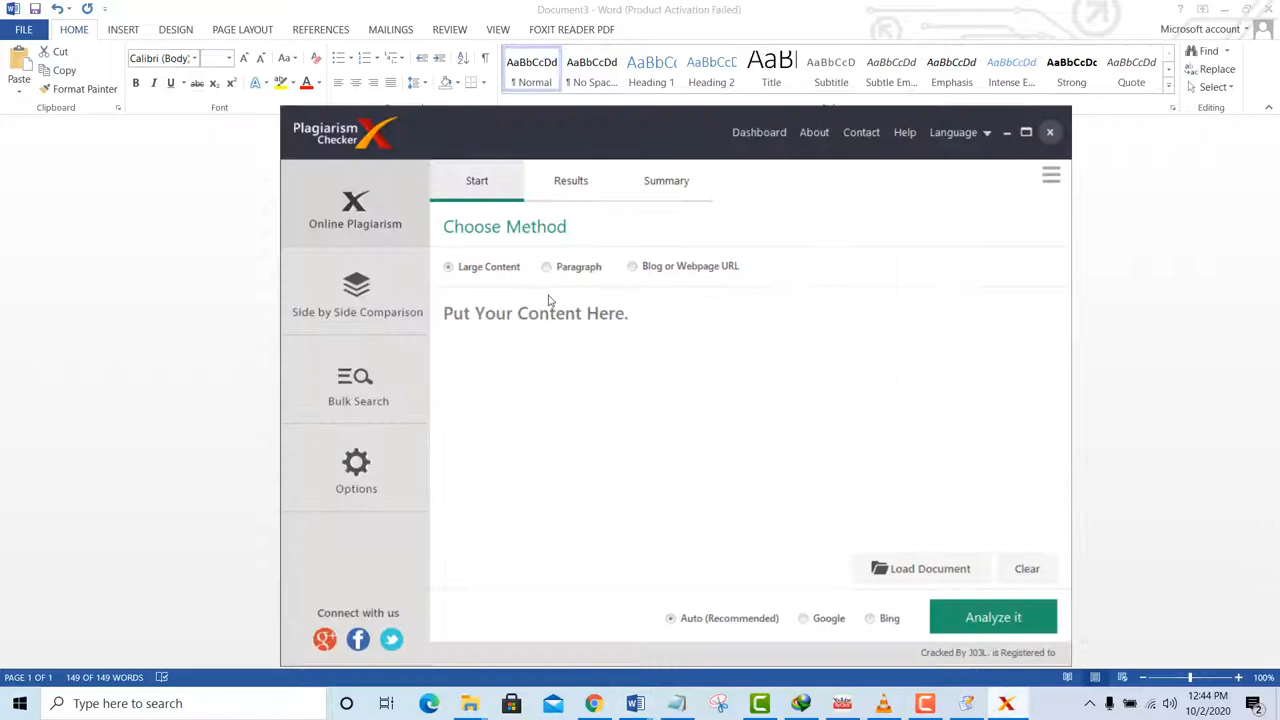 Document3 - Word (Product Activation Failed)
FILE HOME INSERT DESIGN PAGE LAYOUT REFERENCES MAILINGS REVIEW VIEW FOXIT READER PDF Microsoft account
Paste
Cut
Copy
Format Painter
Clipboard
Calibri (Body)
Font
AaBbCcDd AaBbCcDd AaBbCc AaBbCcC AaB AaBbCcD AaBbCcDd AaBbCcDd AaBbCcDc AaBbCcDd
¶ Normal ¶ No Spac... Heading 1 Heading 2 Title Subtitle Subtle Em... Emphasis Intense E... Strong Quote
Find
Replace
Select
Editing
Plagiarism
Checker X
Dashboard About Contact Help Language
Online Plagiarism
Side by Side Comparison
Bulk Search
Options
Connect with us
Start Results Summary
Choose Method
Large Content Paragraph Blog or Webpage URL
Put Your Content Here.
Load Document Clear
Auto (Recommended) Google Bing Analyze it
Cracked By J03L. is Registered to
PAGE 1 OF 1 149 OF 149 WORDS 100%
Type here to search
12:44 PM
10/2/2020